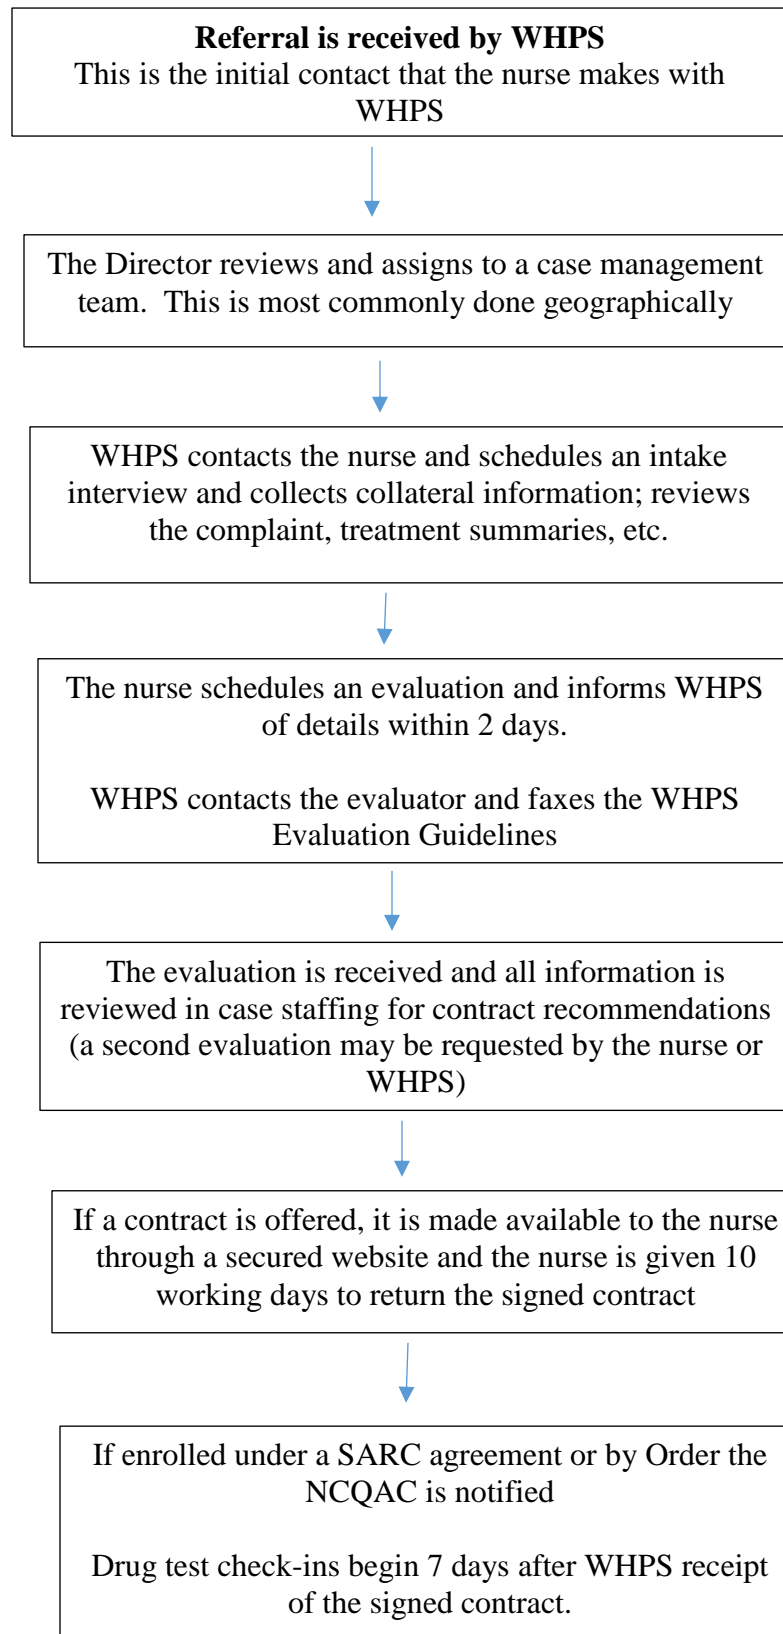 Referral is received by WHPS
This is the initial contact that the nurse makes with
WHPS
The Director reviews and assigns to a case management
team.  This is most commonly done geographically
WHPS contacts the nurse and schedules an intake
interview and collects collateral information; reviews
the complaint, treatment summaries, etc.
The nurse schedules an evaluation and informs WHPS
of details within 2 days.
WHPS contacts the evaluator and faxes the WHPS
Evaluation Guidelines
The evaluation is received and all information is
reviewed in case staffing for contract recommendations
(a second evaluation may be requested by the nurse or
WHPS)
If a contract is offered, it is made available to the nurse
through a secured website and the nurse is given 10
working days to return the signed contract
If enrolled under a SARC agreement or by Order the
NCQAC is notified
Drug test check-ins begin 7 days after WHPS receipt
of the signed contract.